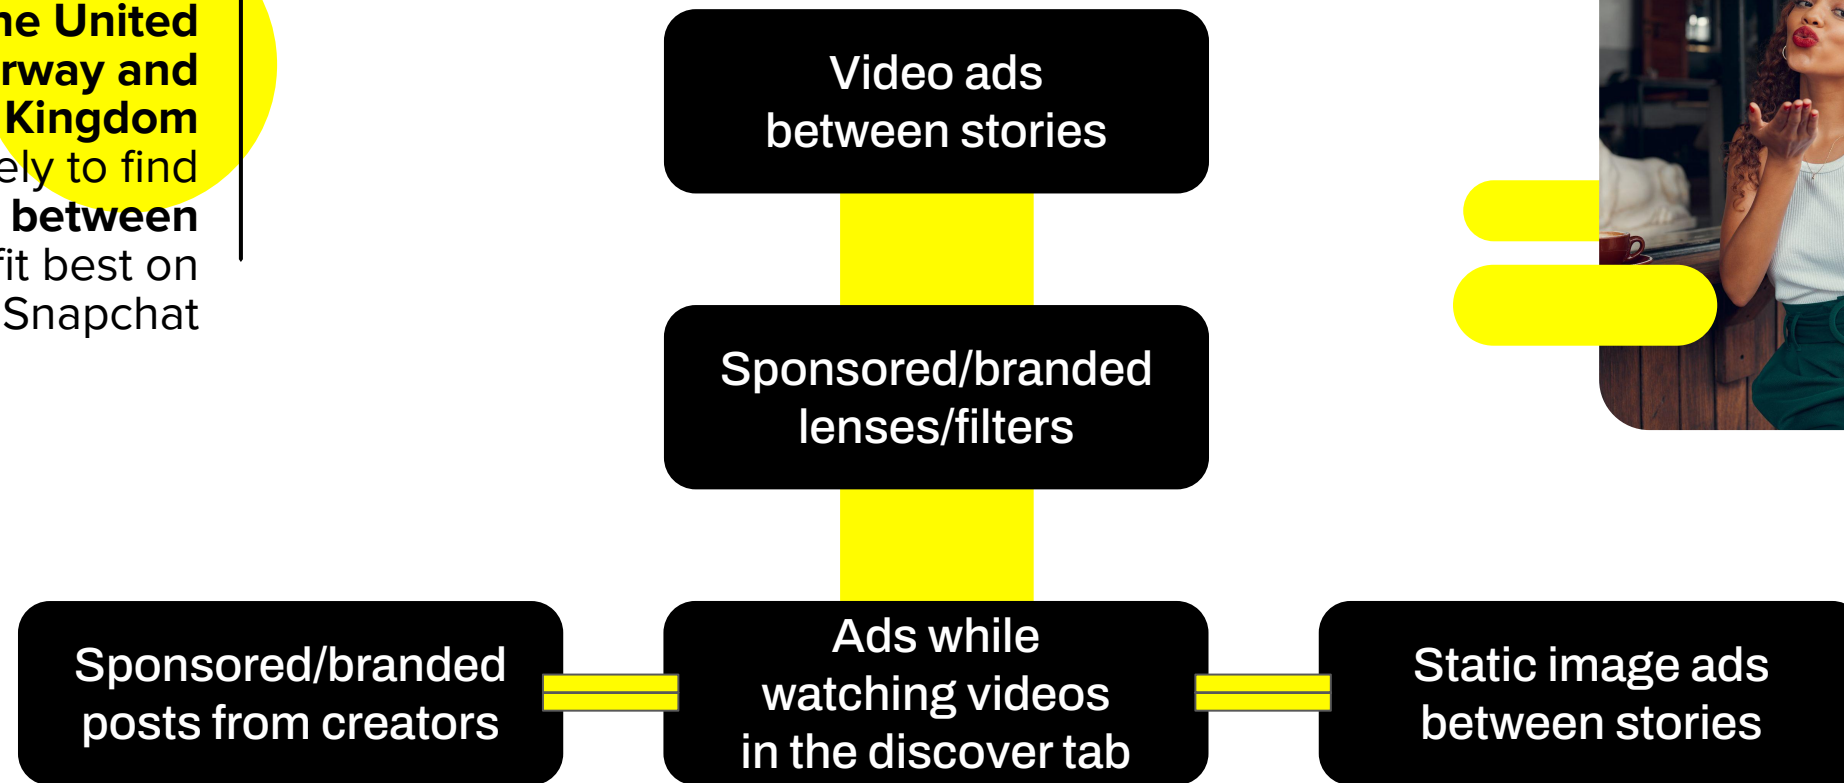 he United
rway and
Kingdom
ely to find
between
fit best on
Snapchat
Video ads
between stories
Sponsored/branded
lenses/filters
Sponsored/branded
posts from creators
Ads while
watching videos
in the discover tab
Static image ads
between stories